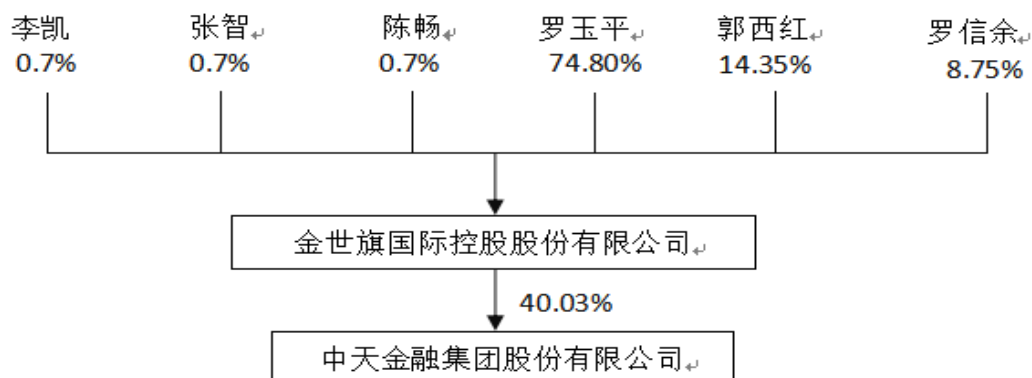 李凯 张智 陈畅 罗玉平 郭西红 罗信余
0.7% 0.7% 0.7% 74.80% 14.35% 8.75%
金世旗国际控股股份有限公司
40.03%
中天金融集团股份有限公司